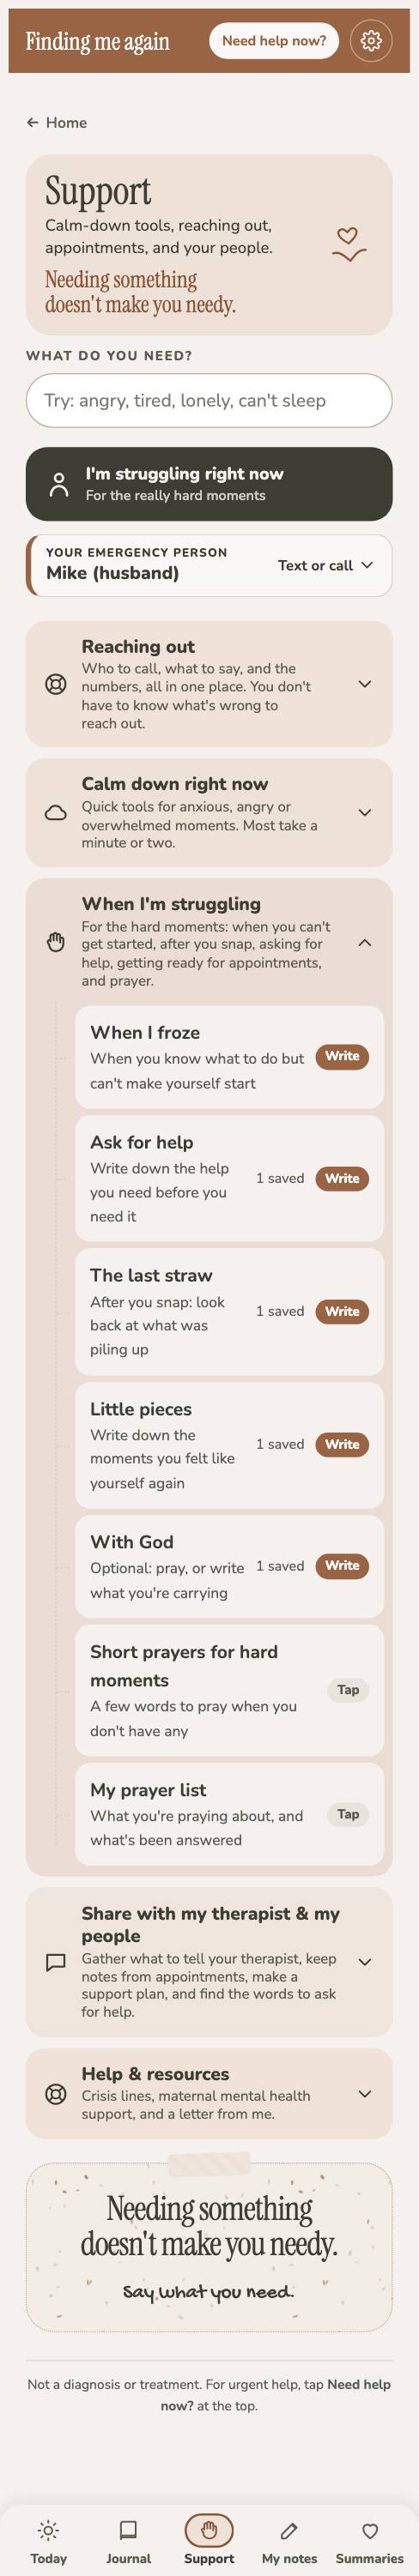 Finding me again
Need help now?
← Home
Support
Calm-down tools, reaching out,
appointments, and your people.
Needing something
doesn't make you needy.
WHAT DO YOU NEED?
Try: angry, tired, lonely, can't sleep
I'm struggling right now
For the really hard moments
YOUR EMERGENCY PERSON
Mike (husband)
Text or call
Reaching out
Who to call, what to say, and the
numbers, all in one place. You don't
have to know what's wrong to
reach out.
Calm down right now
Quick tools for anxious, angry or
overwhelmed moments. Most take a
minute or two.
When I'm struggling
For the hard moments: when you can't
get started, after you snap, asking for
help, getting ready for appointments,
and prayer.
When I froze
When you know what to do but
can't make yourself start
Write
Ask for help
Write down the help
you need before you
need it
1 saved
Write
The last straw
After you snap: look
back at what was
piling up
1 saved
Write
Little pieces
Write down the
moments you felt like
yourself again
1 saved
Write
With God
Optional: pray, or write
what you're carrying
1 saved
Write
Short prayers for hard
moments
A few words to pray when you
don't have any
Tap
My prayer list
What you're praying about, and
what's been answered
Tap
Share with my therapist & my
people
Gather what to tell your therapist, keep
notes from appointments, make a
support plan, and find the words to ask
for help.
Help & resources
Crisis lines, maternal mental health
support, and a letter from me.
Needing something
doesn't make you needy.
Say what you need.
Not a diagnosis or treatment. For urgent help, tap Need help
now? at the top.
Today
Journal
Support
My notes
Summaries